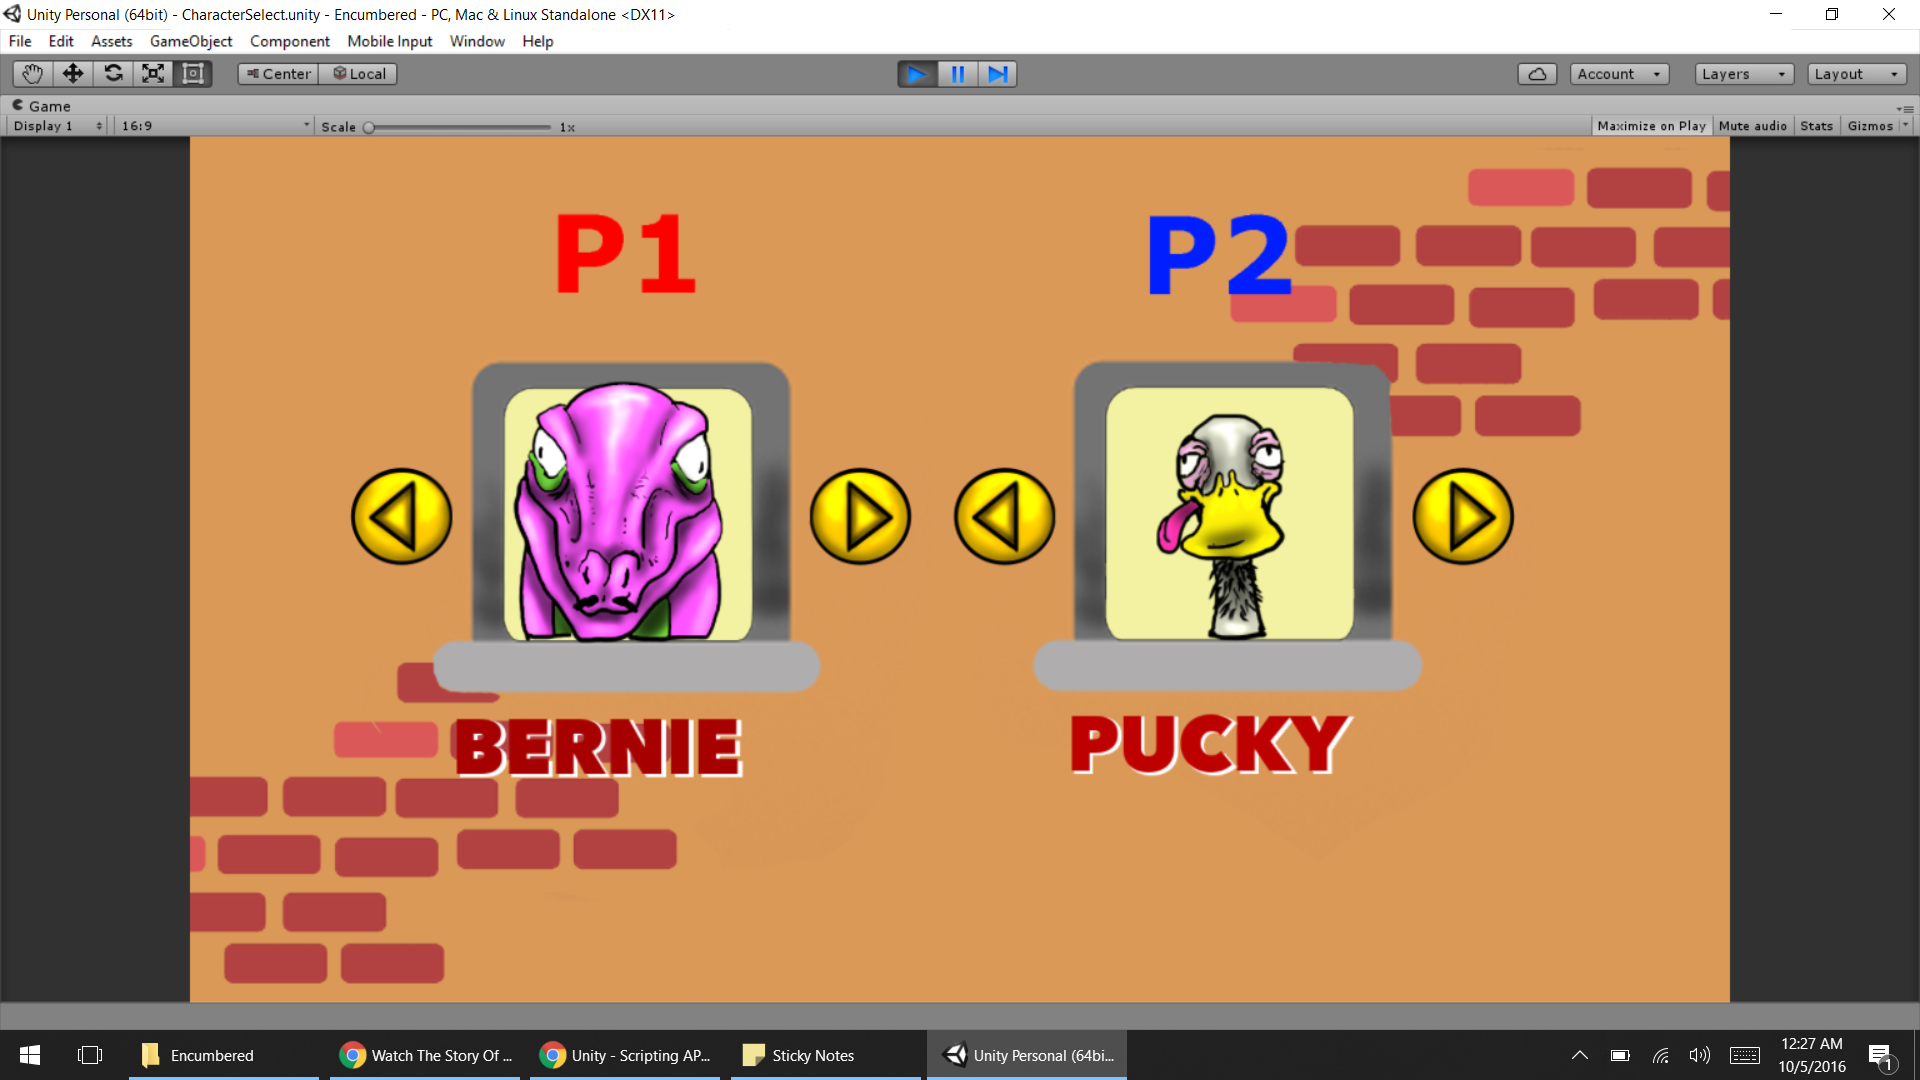 Unity Personal (64bit) - CharacterSelect.unity - Encumbered - PC, Mac & Linux Standalone <DX11>
File Edit Assets GameObject Component Mobile Input Window Help
Center Local Account Layers Layout
Game
Display 1 16:9 Scale 1x Maximize on Play Mute audio Stats Gizmos
P1 P2
BERNIE PUCKY
Encumbered Watch The Story Of ... Unity - Scripting AP... Sticky Notes Unity Personal (64bi...
12:27 AM
10/5/2016
1